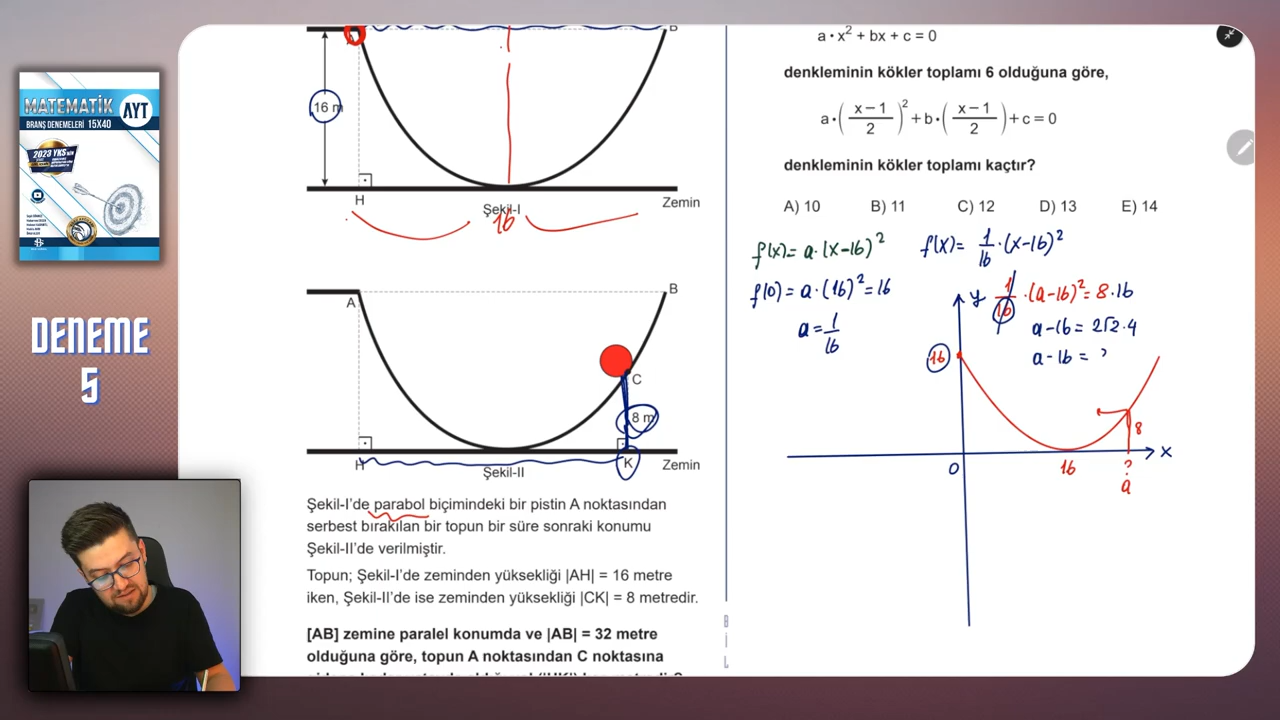 MATEMATİK AYT
BRANŞ DENEMELERİ 15X40
2023 YKS'NİN
DENEME
5
16 m
B
H
Şekil-I
Zemin
16
A
B
C
8 m
H
K
Şekil-II
Zemin
Şekil-I'de parabol biçimindeki bir pistin A noktasından
serbest bırakılan bir topun bir süre sonraki konumu
Şekil-II'de verilmiştir.
Topun; Şekil-I'de zeminden yüksekliği |AH| = 16 metre
iken, Şekil-II'de ise zeminden yüksekliği |CK| = 8 metredir.
[AB] zemine paralel konumda ve |AB| = 32 metre
olduğuna göre, topun A noktasından C noktasına
a • x² + bx + c = 0
denkleminin kökler toplamı 6 olduğuna göre,
a • ( x − 1 / 2 )² + b • ( x − 1 / 2 ) + c = 0
denkleminin kökler toplamı kaçtır?
A) 10 B) 11 C) 12 D) 13 E) 14
f(x) = a · (x-16)²
f(0) = a · (16)² = 16
a = 1/16
f(x) = 1/16 · (x-16)²
1/16 · (a-16)² = 8 · 16
a-16 = 2√2 · 4
a-16 =
y
16
8
x
0
16
?
a